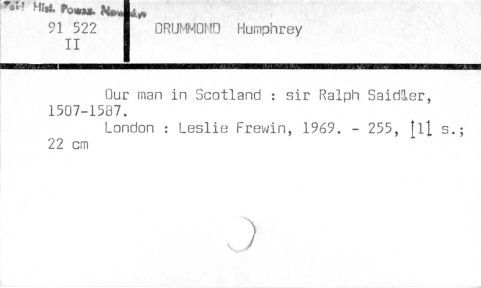 Hist. Powsz. Nowożyt
91 522
II
DRUMMOND Humphrey
Our man in Scotland : sir Ralph Saidler,
1507-1587.
London : Leslie Frewin, 1969. - 255, [1] s.;
22 cm